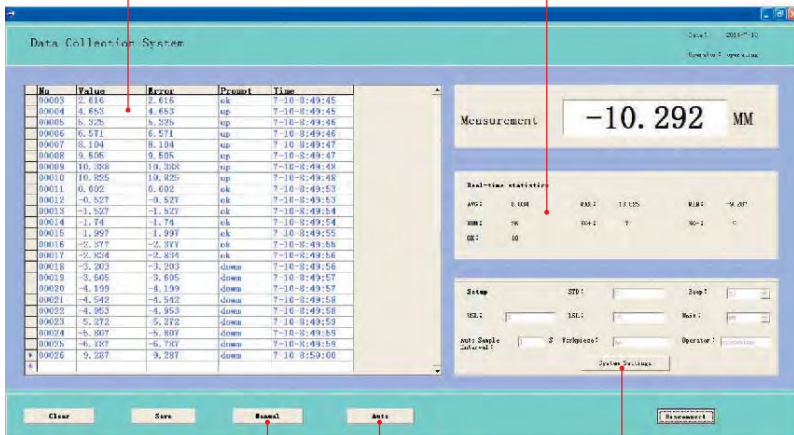 Data Collection System
Operator: operating
No Value Error Prompt Time
00003 2.616 2.616 ok 7-10-8:49:45
00004 4.653 4.653 up 7-10-8:49:45
00005 5.325 5.325 up 7-10-8:49:46
00006 6.571 6.571 up 7-10-8:49:46
00007 8.104 8.104 up 7-10-8:49:47
00008 9.505 9.505 up 7-10-8:49:47
00009 10.388 10.388 up 7-10-8:49:48
00010 10.825 10.825 up 7-10-8:49:48
00011 0.002 0.002 ok 7-10-8:49:53
00012 -0.527 -0.527 ok 7-10-8:49:53
00013 -1.527 -1.527 ok 7-10-8:49:54
00014 -1.74 -1.74 ok 7-10-8:49:54
00015 -1.997 -1.997 ok 7-10-8:49:55
00016 -2.377 -2.377 ok 7-10-8:49:55
00017 -2.834 -2.834 ok 7-10-8:49:56
00018 -3.203 -3.203 down 7-10-8:49:56
00019 -3.605 -3.605 down 7-10-8:49:57
00020 -4.199 -4.199 down 7-10-8:49:57
00021 -4.542 -4.542 down 7-10-8:49:58
00022 -4.953 -4.953 down 7-10-8:49:58
00023 5.272 5.272 down 7-10-8:49:59
00024 -5.807 -5.807 down 7-10-8:49:59
00025 -6.787 -6.787 down 7-10-8:49:59
00026 9.287 9.287 down 7 10 8:50:00
Measurement -10.292 MM
Real-time statistics
AVG: MAX: MIN:
OK: 10
Setup STD: Beep:
USL: LSL: Unit:
Auto Sample Interval: S Workpiece: Operator:
System Settings
Clear Save Manual Auto Disconnect